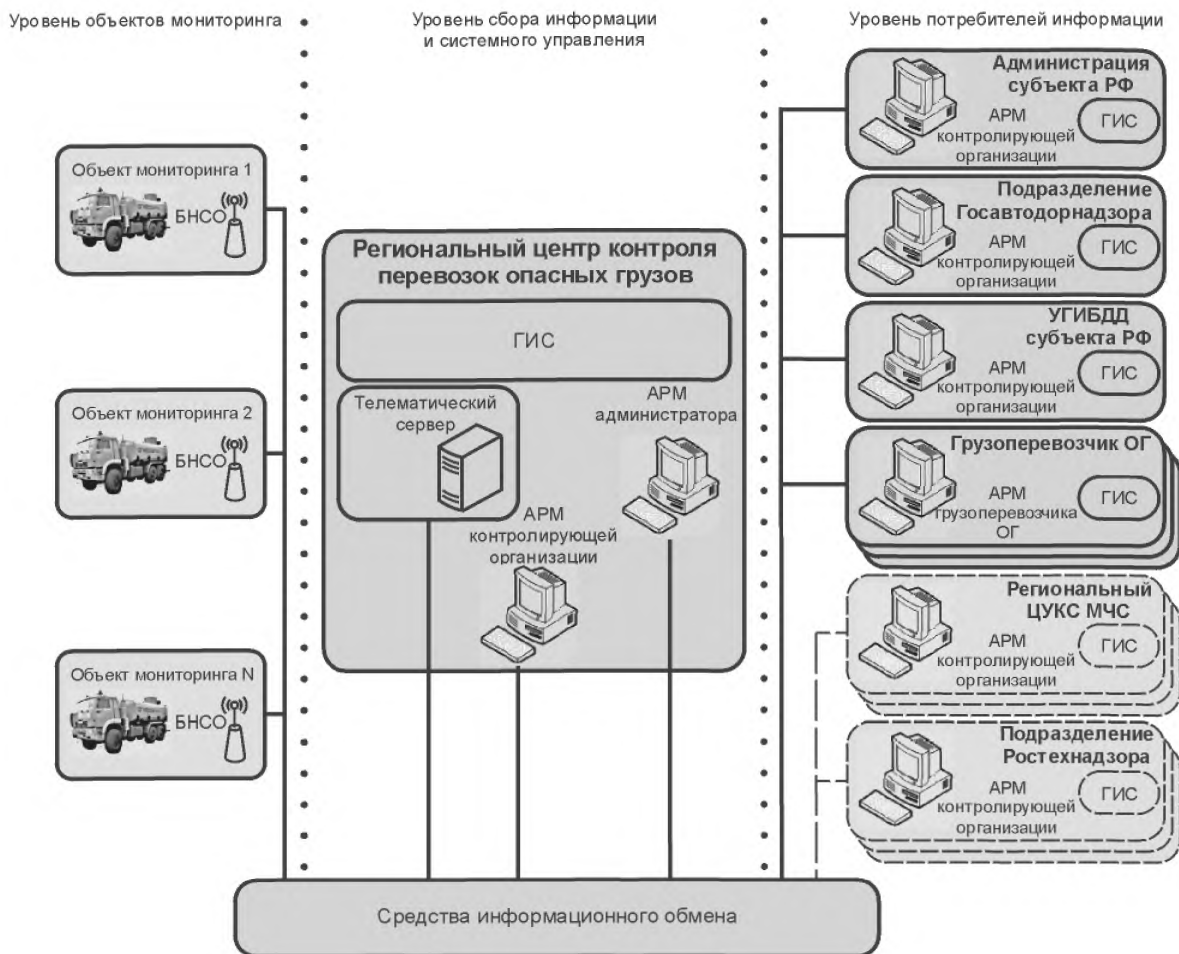 Уровень объектов мониторинга
Уровень сбора информации
и системного управления
Уровень потребителей информации
Объект мониторинга 1
БНСО
Объект мониторинга 2
БНСО
Объект мониторинга N
БНСО
Региональный центр контроля
перевозок опасных грузов
ГИС
Телематический
сервер
АРМ
администратора
АРМ
контролирующей
организации
Администрация
субъекта РФ
АРМ
контролирующей
организации
ГИС
Подразделение
Госавтодорнадзора
АРМ
контролирующей
организации
ГИС
УГИБДД
субъекта РФ
АРМ
контролирующей
организации
ГИС
Грузоперевозчик ОГ
АРМ
грузоперевозчика
ОГ
ГИС
Региональный
ЦУКС МЧС
АРМ
контролирующей
организации
ГИС
Подразделение
Ростехнадзора
АРМ
контролирующей
организации
ГИС
Средства информационного обмена